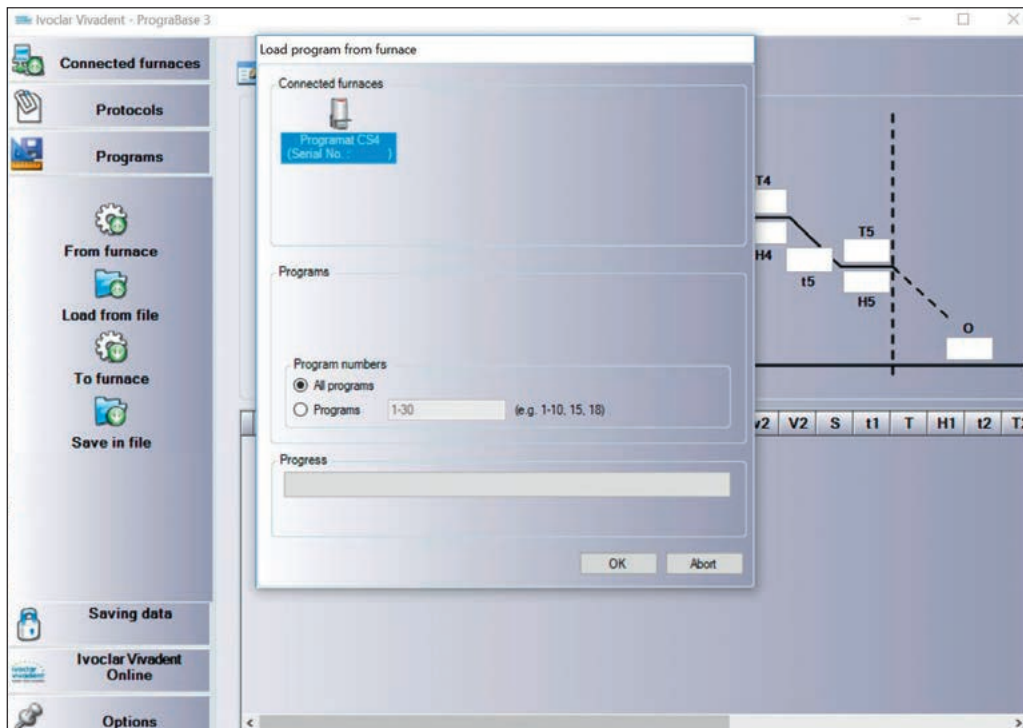 Ivoclar Vivadent - PrograBase 3
Connected furnaces
Protocols
Programs
From furnace
Load from file
To furnace
Save in file
Saving data
Ivoclar Vivadent
Online
ivoclar
vivadent
Options
Load program from furnace
Connected furnaces
Programat CS4
(Serial No. : )
Programs
Program numbers
All programs
Programs 1-30 (e.g. 1-10, 15, 18)
Progress
OK Abort
T4
H4
t5
T5
H5
O
v2 V2 S t1 T H1 t2